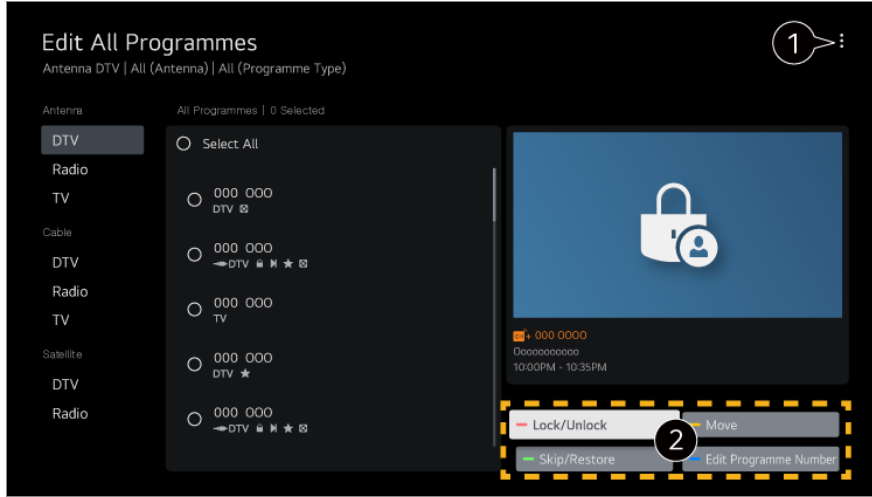 Edit All Programmes
1
Antenna DTV | All (Antenna) | All (Programme Type)
Antenna
DTV
Radio
TV
Cable
DTV
Radio
TV
Satellite
DTV
Radio
All Programmes | 0 Selected
Select All
000 000
DTV
000 000
DTV
000 000
TV
000 000
DTV
000 000
DTV
CH+ 000 0000
Oooooooooooo
10:00PM - 10:35PM
Lock/Unlock
Move
2
Skip/Restore
Edit Programme Number